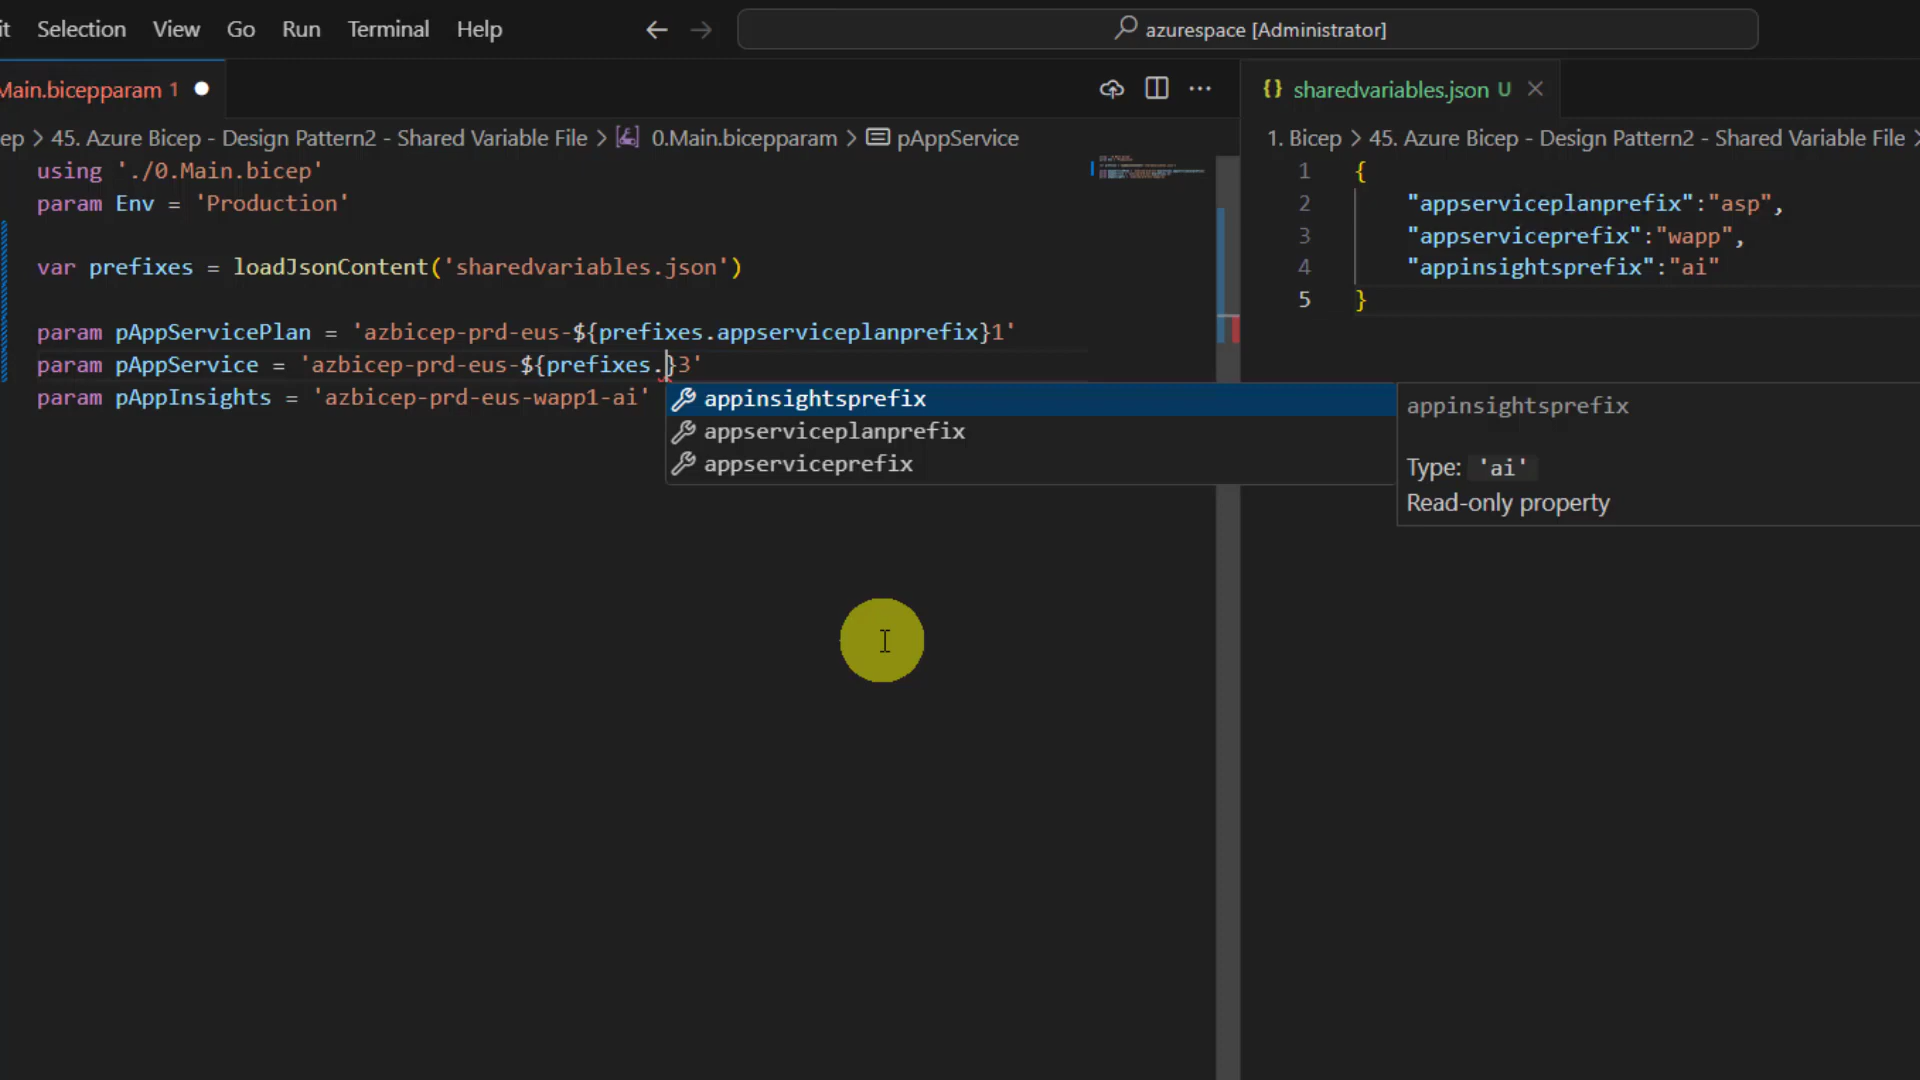 it Selection View Go Run Terminal Help azurespace [Administrator]
Main.bicepparam 1
ep > 45. Azure Bicep - Design Pattern2 - Shared Variable File > 0.Main.bicepparam > pAppService
using './0.Main.bicep'
param Env = 'Production'
var prefixes = loadJsonContent('sharedvariables.json')
param pAppServicePlan = 'azbicep-prd-eus-${prefixes.appserviceplanprefix}1'
param pAppService = 'azbicep-prd-eus-${prefixes.}3'
param pAppInsights = 'azbicep-prd-eus-wapp1-ai'
appinsightsprefix
appserviceplanprefix
appserviceprefix
appinsightsprefix
Type: 'ai'
Read-only property
{} sharedvariables.json U
1. Bicep > 45. Azure Bicep - Design Pattern2 - Shared Variable File >
1 {
2 "appserviceplanprefix":"asp",
3 "appserviceprefix":"wapp",
4 "appinsightsprefix":"ai"
5 }